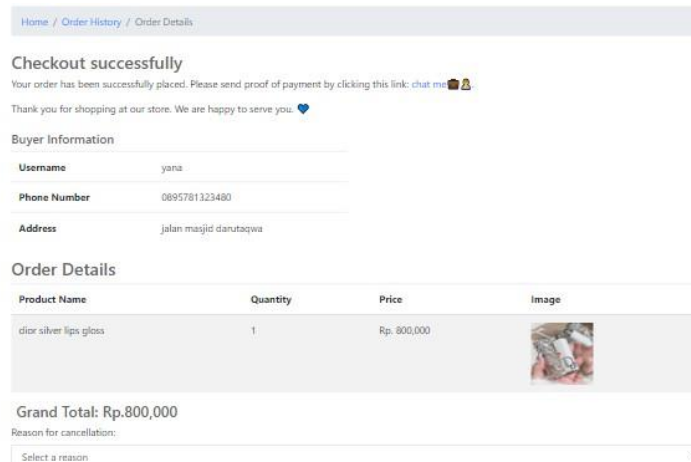 Home / Order History / Order Details
Checkout successfully
Your order has been successfully placed. Please send proof of payment by clicking this link: chat me
Thank you for shopping at our store. We are happy to serve you. 💙
Buyer Information
Username yana
Phone Number 0895781323480
Address jalan masjid darutaqwa
Order Details
Product Name Quantity Price Image
dior silver lips gloss 1 Rp. 800,000
Grand Total: Rp.800,000
Reason for cancellation:
Select a reason